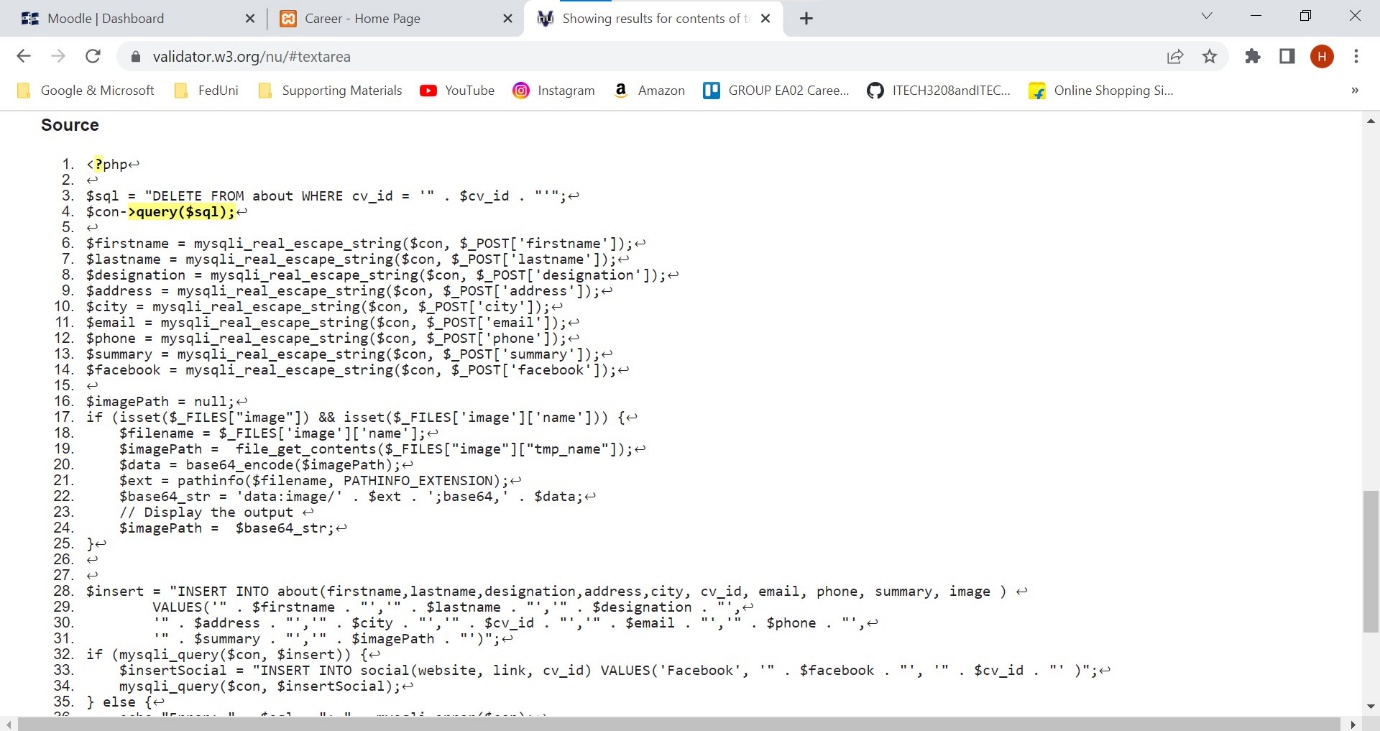 Moodle | Dashboard
Career - Home Page
Showing results for contents of te
validator.w3.org/nu/#textarea
H
Google & Microsoft
FedUni
Supporting Materials
YouTube
Instagram
Amazon
GROUP EA02 Caree...
ITECH3208andITEC...
Online Shopping Si...
»
Source
1. <?php↩
2. ↩
3. $sql = "DELETE FROM about WHERE cv_id = '" . $cv_id . "'";↩
4. $con->query($sql);↩
5. ↩
6. $firstname = mysqli_real_escape_string($con, $_POST['firstname']);↩
7. $lastname = mysqli_real_escape_string($con, $_POST['lastname']);↩
8. $designation = mysqli_real_escape_string($con, $_POST['designation']);↩
9. $address = mysqli_real_escape_string($con, $_POST['address']);↩
10. $city = mysqli_real_escape_string($con, $_POST['city']);↩
11. $email = mysqli_real_escape_string($con, $_POST['email']);↩
12. $phone = mysqli_real_escape_string($con, $_POST['phone']);↩
13. $summary = mysqli_real_escape_string($con, $_POST['summary']);↩
14. $facebook = mysqli_real_escape_string($con, $_POST['facebook']);↩
15. ↩
16. $imagePath = null;↩
17. if (isset($_FILES["image"]) && isset($_FILES['image']['name'])) {↩
18.     $filename = $_FILES['image']['name'];↩
19.     $imagePath =  file_get_contents($_FILES["image"]["tmp_name"]);↩
20.     $data = base64_encode($imagePath);↩
21.     $ext = pathinfo($filename, PATHINFO_EXTENSION);↩
22.     $base64_str = 'data:image/' . $ext . ';base64,' . $data;↩
23.     // Display the output ↩
24.     $imagePath =  $base64_str;↩
25. }↩
26. ↩
27. ↩
28. $insert = "INSERT INTO about(firstname,lastname,designation,address,city, cv_id, email, phone, summary, image ) ↩
29.         VALUES('" . $firstname . "','" . $lastname . "','" . $designation . "',↩
30.         '" . $address . "','" . $city . "','" . $cv_id . "','" . $email . "','" . $phone . "',↩
31.         '" . $summary . "','" . $imagePath . "')";↩
32. if (mysqli_query($con, $insert)) {↩
33.     $insertSocial = "INSERT INTO social(website, link, cv_id) VALUES('Facebook', '" . $facebook . "', '" . $cv_id . "' )";↩
34.     mysqli_query($con, $insertSocial);↩
35. } else {↩